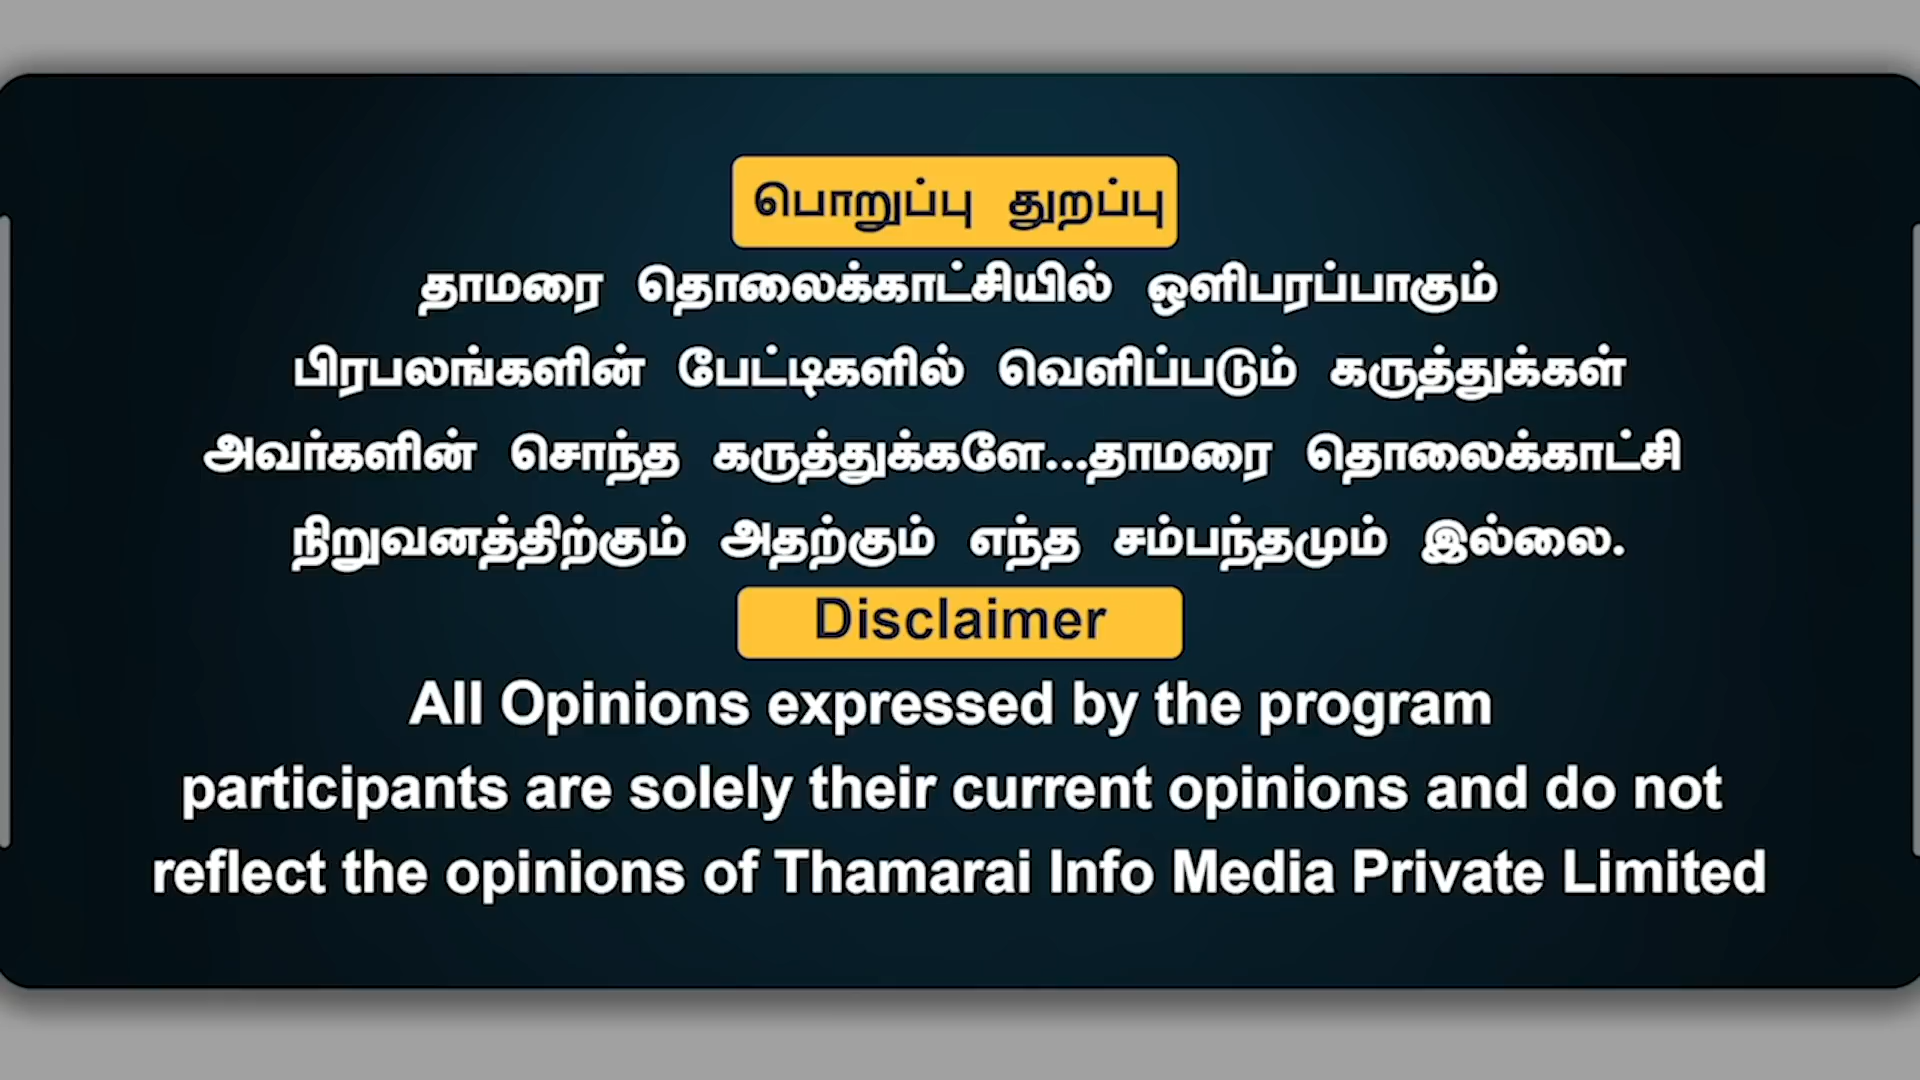 பொறுப்பு துறப்பு
தாமரை தொலைக்காட்சியில் ஒளிபரப்பாகும்
பிரபலங்களின் பேட்டிகளில் வெளிப்படும் கருத்துக்கள்
அவர்களின் சொந்த கருத்துக்களே...தாமரை தொலைக்காட்சி
நிறுவனத்திற்கும் அதற்கும் எந்த சம்பந்தமும் இல்லை.
Disclaimer
All Opinions expressed by the program
participants are solely their current opinions and do not
reflect the opinions of Thamarai Info Media Private Limited